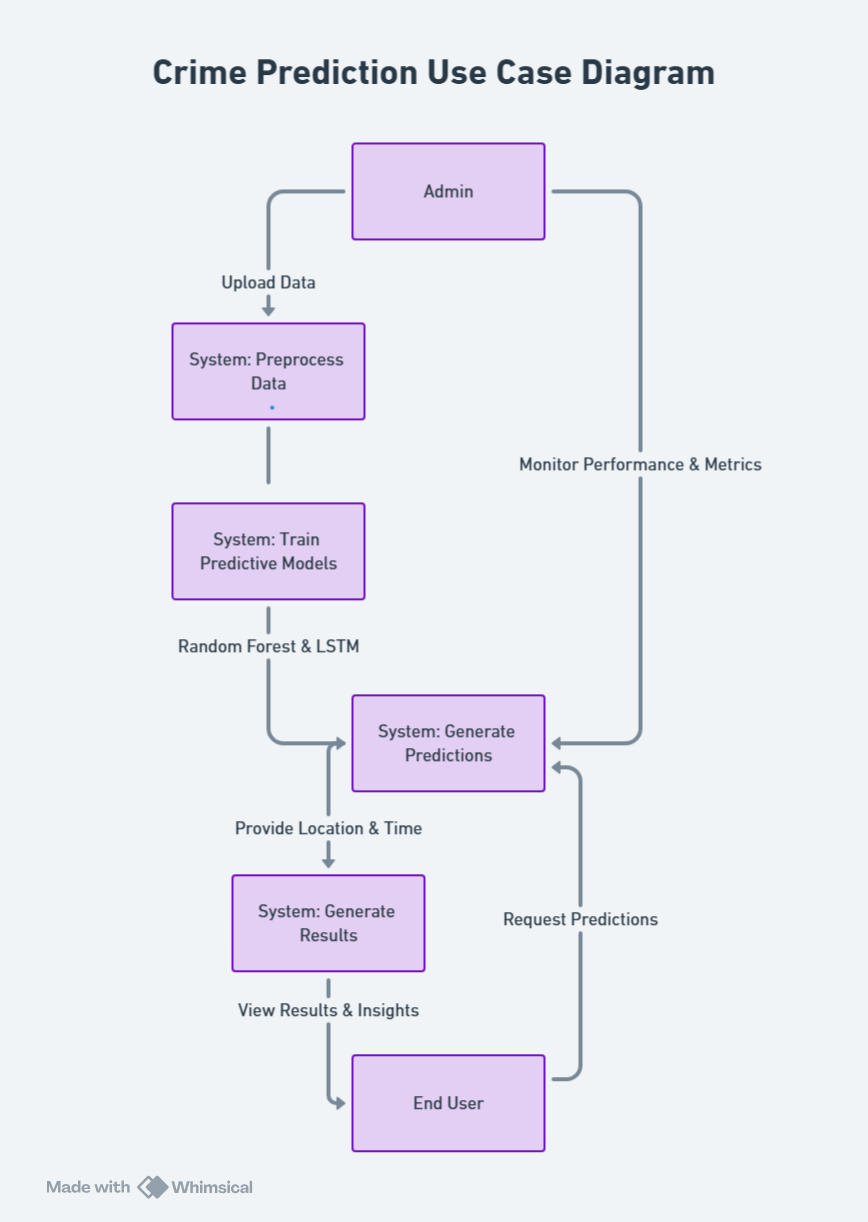 Crime Prediction Use Case Diagram
Admin
Upload Data
System: Preprocess
Data
Monitor Performance & Metrics
System: Train
Predictive Models
Random Forest & LSTM
System: Generate
Predictions
Provide Location & Time
System: Generate
Results
Request Predictions
View Results & Insights
End User
Made with Whimsical